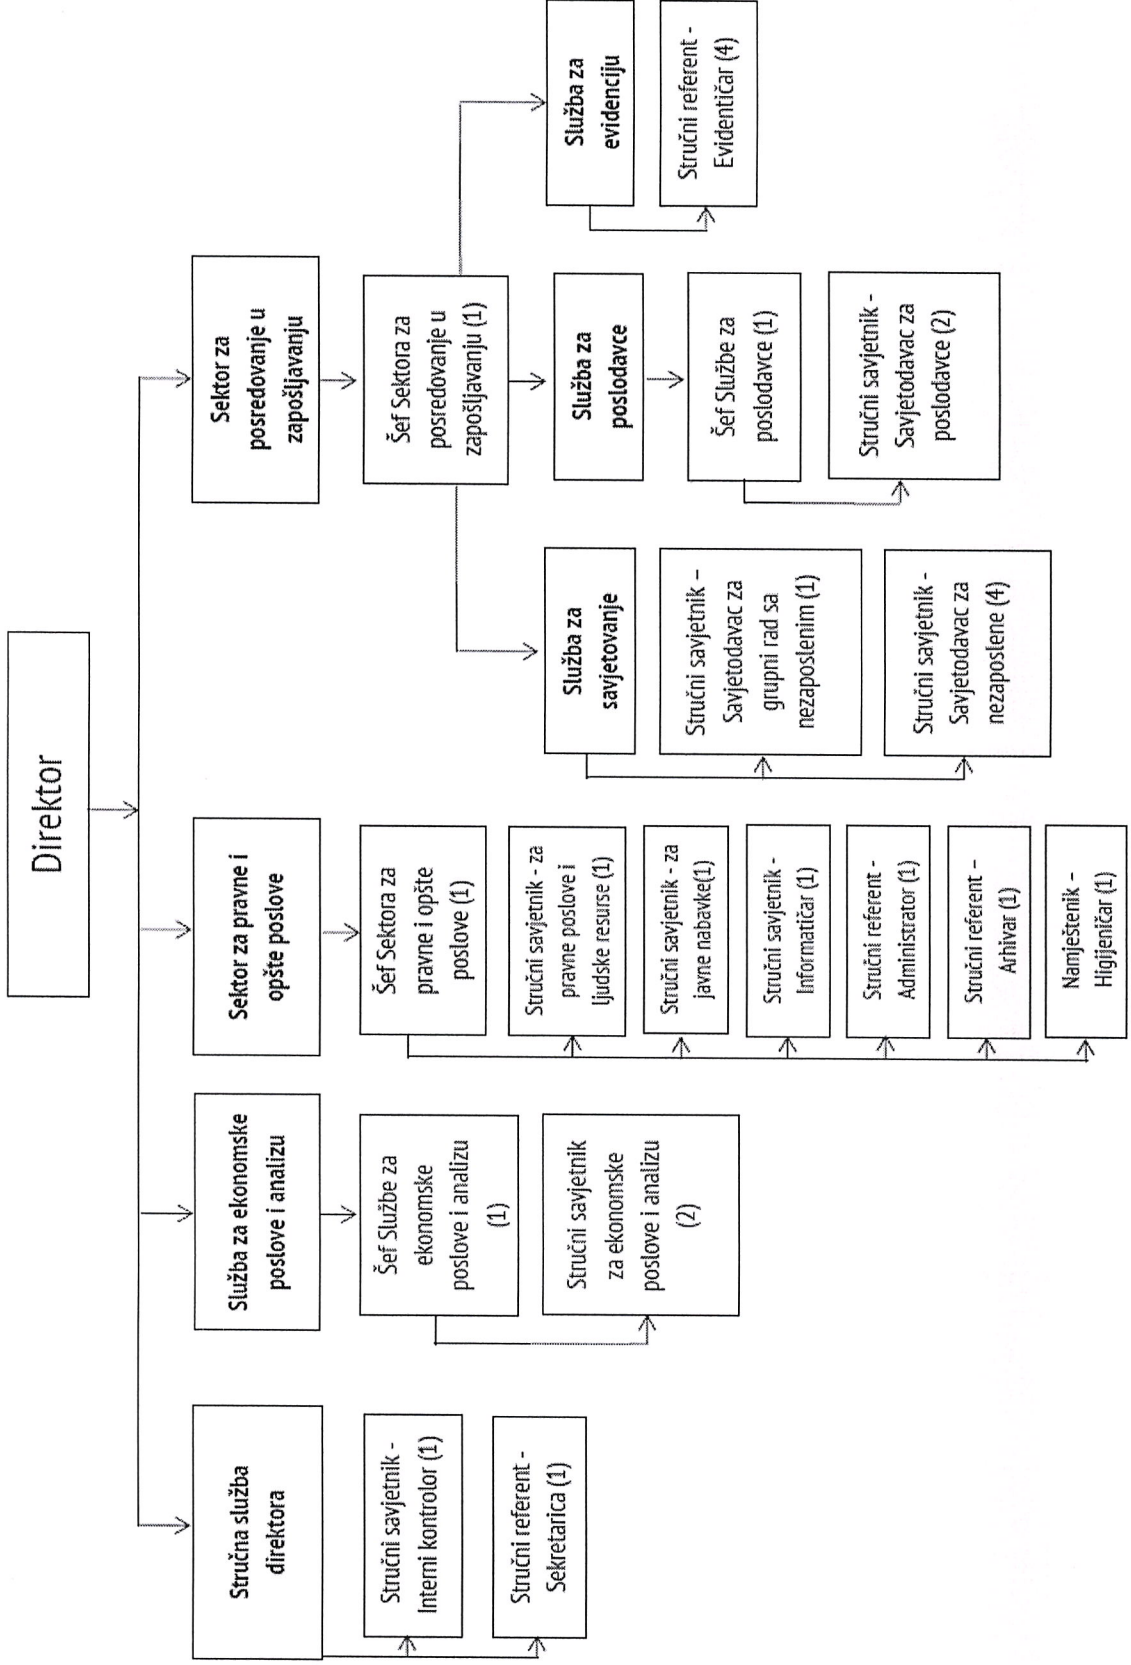 Direktor
Stručna služba
direktora
Stručni savjetnik -
Interni kontrolor (1)
Stručni referent -
Sekretarica (1)
Služba za ekonomske
poslove i analizu
Šef Službe za
ekonomske
poslove i analizu
(1)
Stručni savjetnik
za ekonomske
poslove i analizu
(2)
Sektor za pravne i
opšte poslove
Šef Sektora za
pravne i opšte
poslove (1)
Stručni savjetnik - za
pravne poslove i
ljudske resurse (1)
Stručni savjetnik - za
javne nabavke(1)
Stručni savjetnik -
Informatičar (1)
Stručni referent -
Administrator (1)
Stručni referent –
Arhivar (1)
Namještenik –
Higijeničar (1)
Sektor za
posredovanje u
zapošljavanju
Šef Sektora za
posredovanje u
zapošljavanju (1)
Služba za
savjetovanje
Stručni savjetnik –
Savjetodavac za
grupni rad sa
nezaposlenim (1)
Stručni savjetnik -
Savjetodavac za
nezaposlene (4)
Služba za
poslodavce
Šef Službe za
poslodavce (1)
Stručni savjetnik -
Savjetodavac za
poslodavce (2)
Služba za
evidenciju
Stručni referent -
Evidentičar (4)